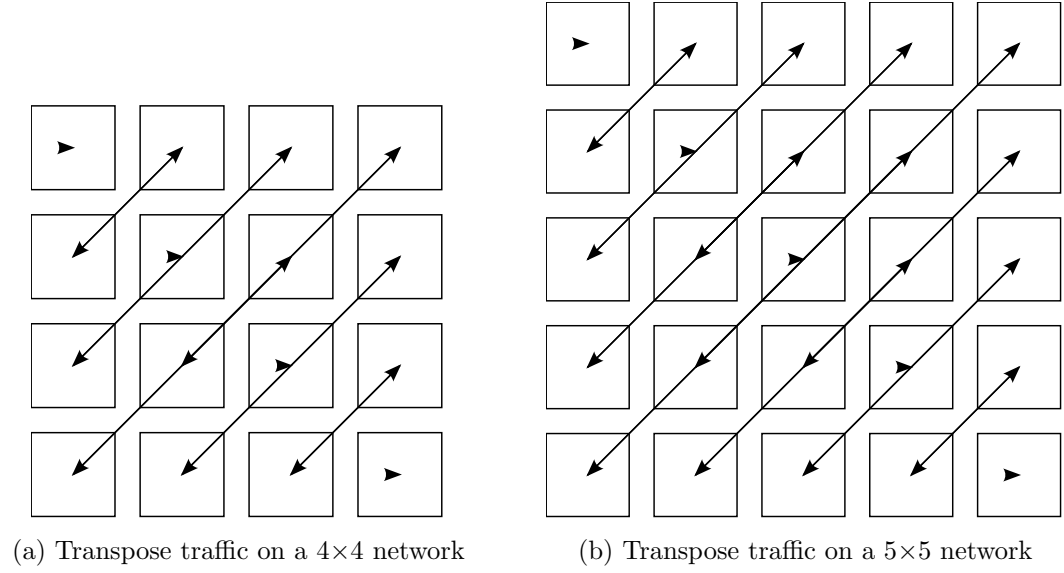 (a) Transpose traffic on a 4×4 network
(b) Transpose traffic on a 5×5 network